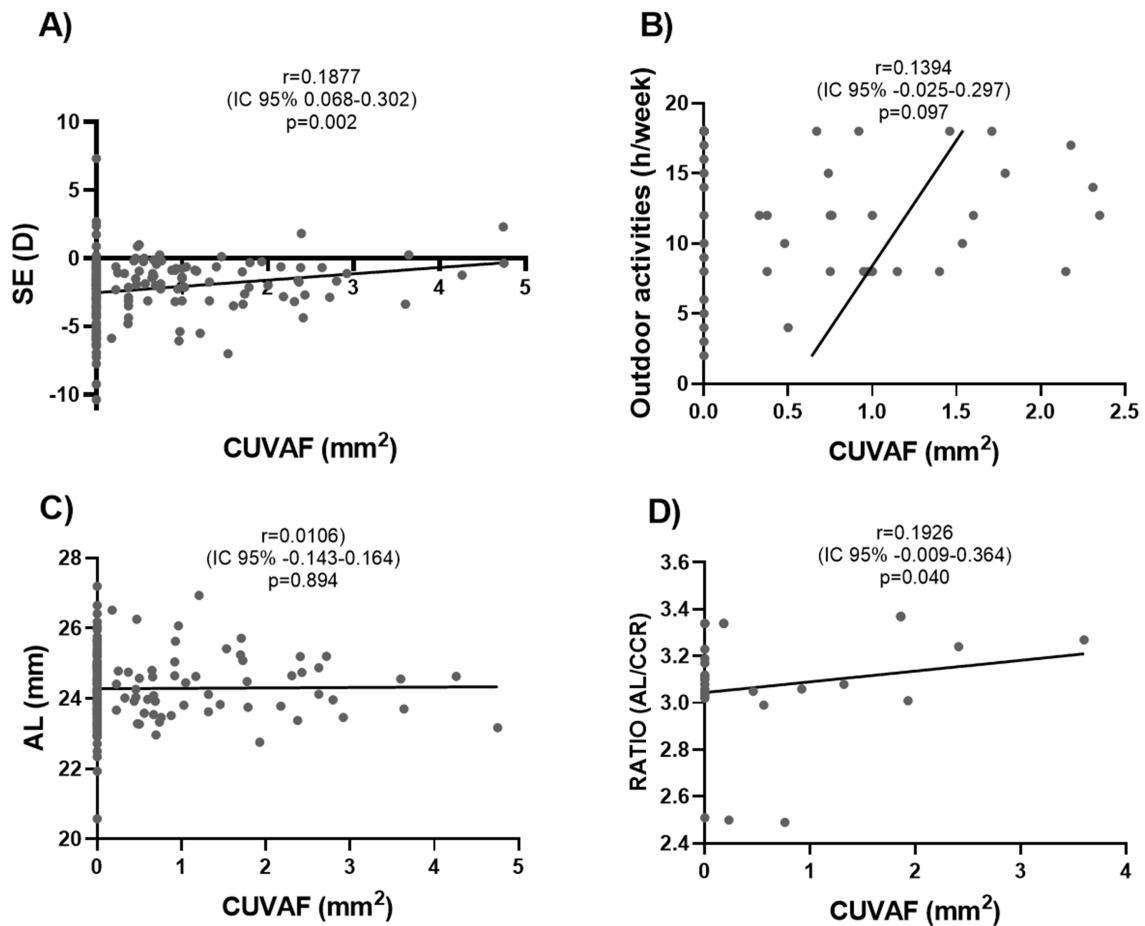 A)
r=0.1877
(IC 95% 0.068-0.302)
p=0.002
10
5
0
-5
-10
SE (D)
1
2
3
4
5
CUVAF (mm²)
B)
r=0.1394
(IC 95% -0.025-0.297)
p=0.097
20
15
10
5
0
Outdoor activities (h/week)
0.0
0.5
1.0
1.5
2.0
2.5
CUVAF (mm²)
C)
r=0.0106)
(IC 95% -0.143-0.164)
p=0.894
28
26
24
22
20
AL (mm)
0
1
2
3
4
5
CUVAF (mm²)
D)
r=0.1926
(IC 95% -0.009-0.364)
p=0.040
3.6
3.4
3.2
3.0
2.8
2.6
2.4
RATIO (AL/CCR)
0
1
2
3
4
CUVAF (mm²)